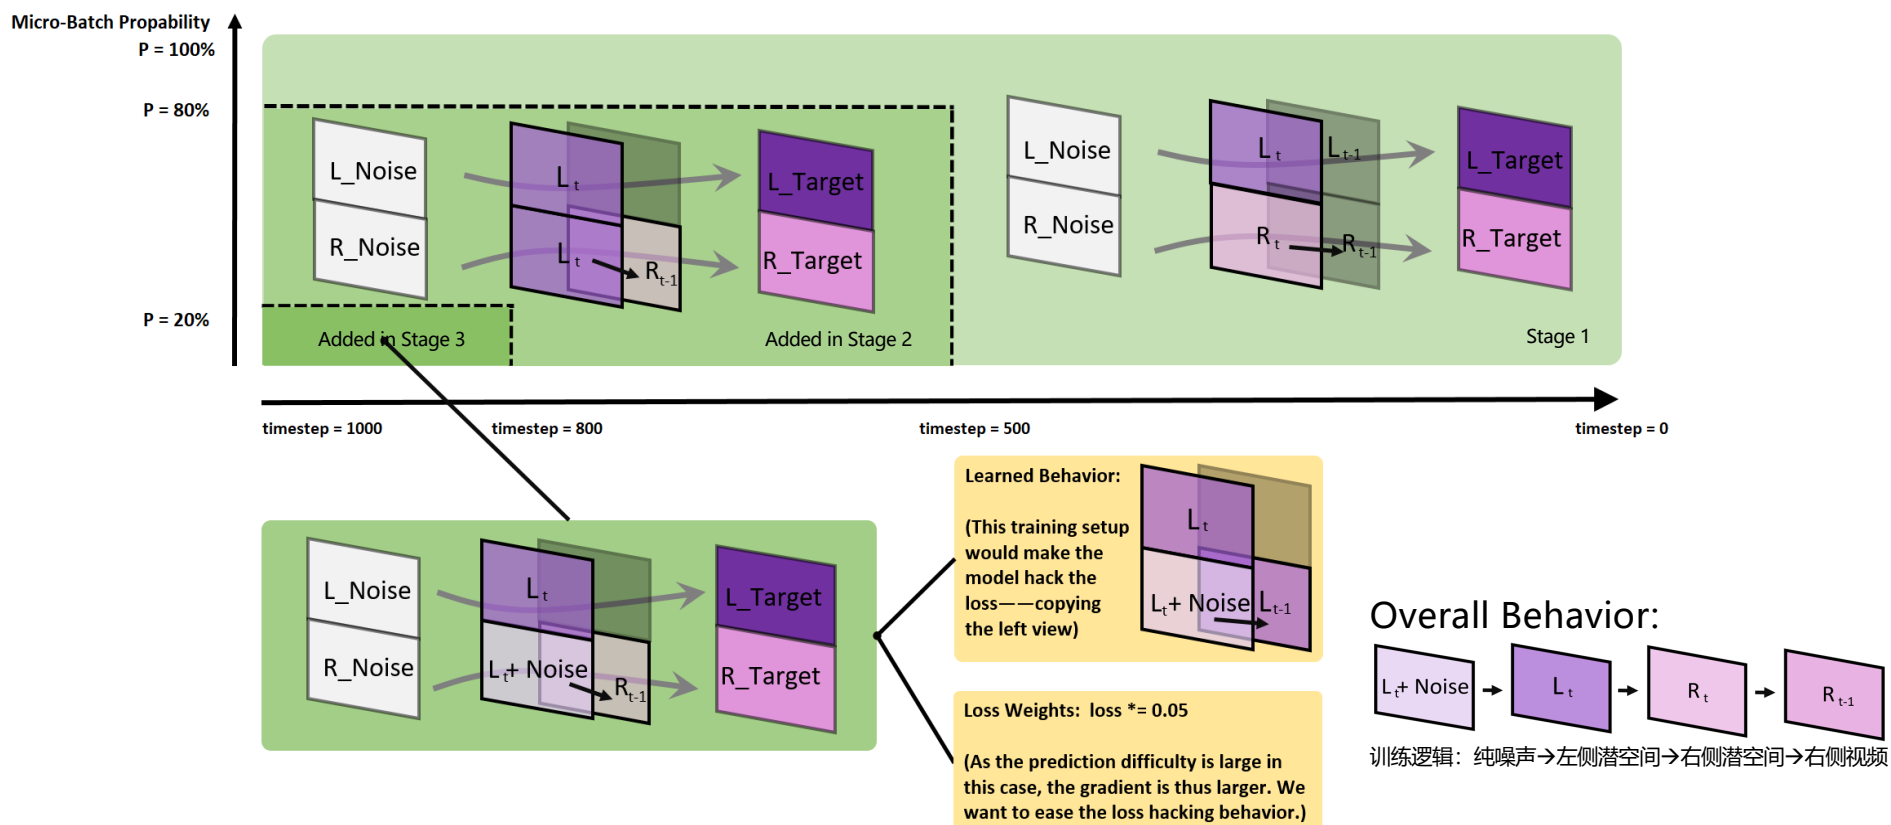 Micro-Batch Propability
P = 100%
P = 80%
P = 20%
L_Noise
R_Noise
L t
L t
R t-1
L_Target
R_Target
Added in Stage 3
Added in Stage 2
L_Noise
R_Noise
L t
L t-1
R t
R t-1
L_Target
R_Target
Stage 1
timestep = 1000
timestep = 800
timestep = 500
timestep = 0
L_Noise
R_Noise
L t
L t + Noise
R t-1
L_Target
R_Target
Learned Behavior:
(This training setup
would make the
model hack the
loss——copying
the left view)
L t
L t + Noise
L t-1
Loss Weights: loss *= 0.05
(As the prediction difficulty is large in
this case, the gradient is thus larger. We
want to ease the loss hacking behavior.)
Overall Behavior:
L t + Noise
L t
R t
R t-1
训练逻辑：纯噪声→左侧潜空间→右侧潜空间→右侧视频